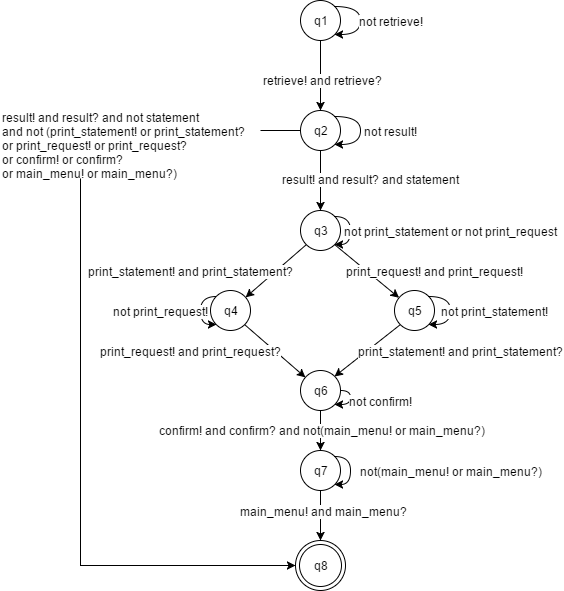 q1
not retrieve!
retrieve! and retrieve?
result! and result? and not statement
and not (print_statement! or print_statement?
or print_request! or print_request?
or confirm! or confirm?
or main_menu! or main_menu?)
q2
not result!
result! and result? and statement
q3
not print_statement or not print_request
print_statement! and print_statement?
print_request! and print_request!
not print_request!
q4
q5
not print_statement!
print_request! and print_request?
print_statement! and print_statement?
q6
not confirm!
confirm! and confirm? and not(main_menu! or main_menu?)
q7
not(main_menu! or main_menu?)
main_menu! and main_menu?
q8